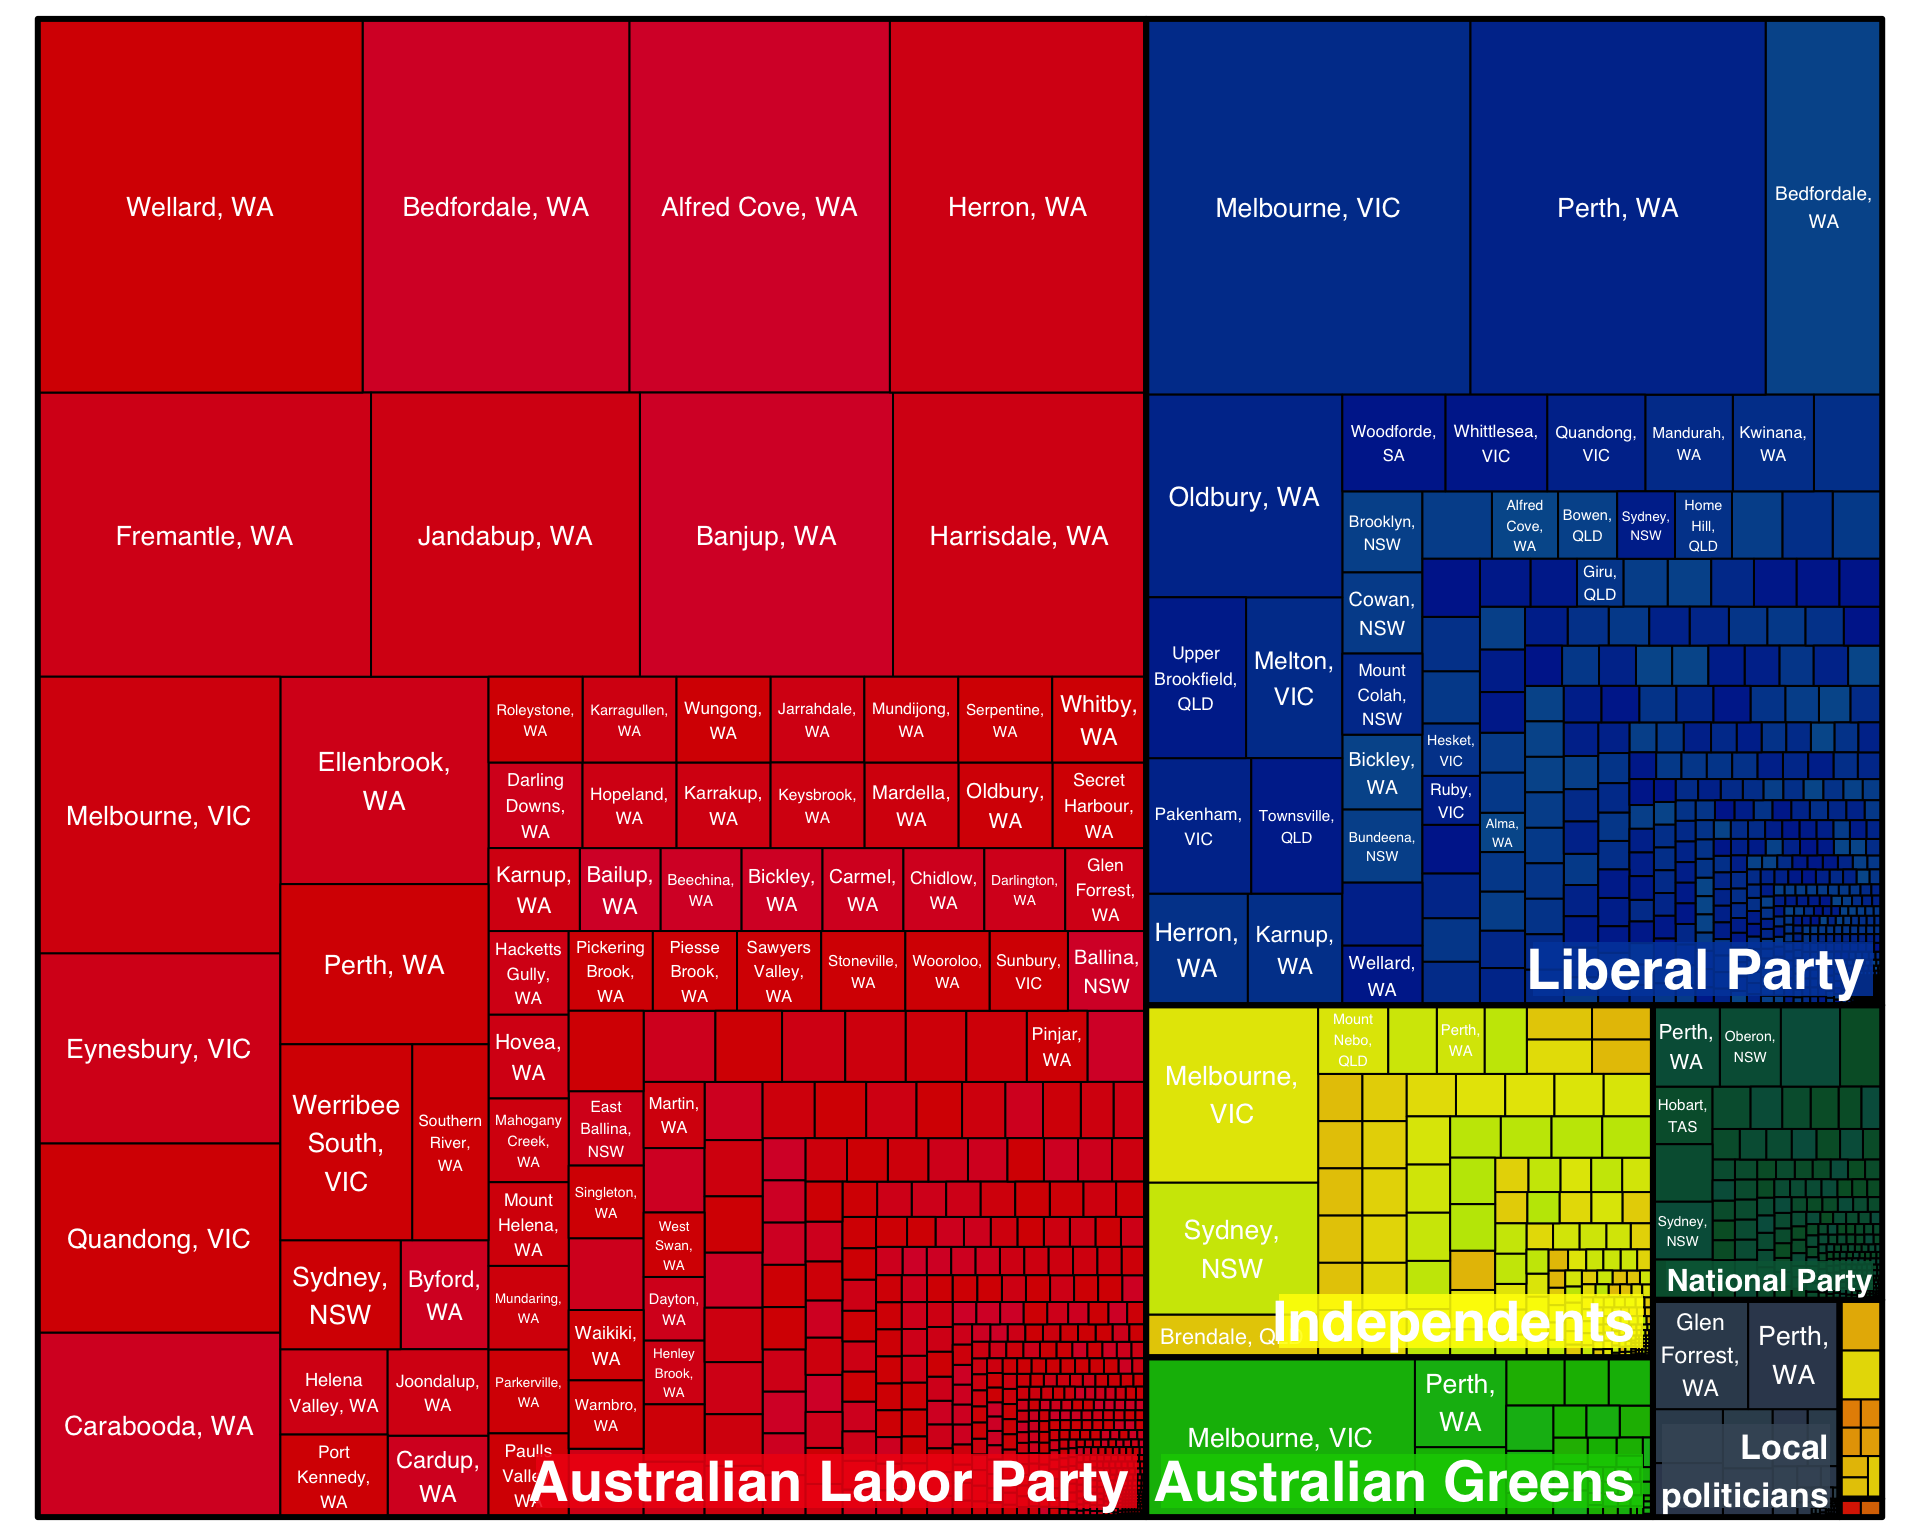 Wellard, WA
Bedfordale, WA
Alfred Cove, WA
Herron, WA
Fremantle, WA
Jandabup, WA
Banjup, WA
Harrisdale, WA
Melbourne, VIC
Eynesbury, VIC
Quandong, VIC
Carabooda, WA
Ellenbrook,
WA
Perth, WA
Werribee
South,
VIC
Southern
River,
WA
Sydney,
NSW
Byford,
WA
Helena
Valley, WA
Joondalup,
WA
Port
Kennedy,
WA
Cardup,
WA
Roleystone,
WA
Karragullen,
WA
Wungong,
WA
Jarrahdale,
WA
Mundijong,
WA
Serpentine,
WA
Whitby,
WA
Darling
Downs,
WA
Hopeland,
WA
Karrakup,
WA
Keysbrook,
WA
Mardella,
WA
Oldbury,
WA
Secret
Harbour,
WA
Karnup,
WA
Bailup,
WA
Beechina,
WA
Bickley,
WA
Carmel,
WA
Chidlow,
WA
Darlington,
WA
Glen
Forrest,
WA
Hacketts
Gully,
WA
Pickering
Brook,
WA
Piesse
Brook,
WA
Sawyers
Valley,
WA
Stoneville,
WA
Wooroloo,
WA
Sunbury,
VIC
Ballina,
NSW
Hovea,
WA
Pinjar,
WA
Mahogany
Creek,
WA
East
Ballina,
NSW
Martin,
WA
Mount
Helena,
WA
Singleton,
WA
West
Swan,
WA
Mundaring,
WA
Dayton,
WA
Waikiki,
WA
Henley
Brook,
WA
Parkerville,
WA
Warnbro,
WA
Paulls
Valley,
WA
Australian Labor Party
Melbourne, VIC
Perth, WA
Bedfordale,
WA
Oldbury, WA
Woodforde,
SA
Whittlesea,
VIC
Quandong,
VIC
Mandurah,
WA
Kwinana,
WA
Brooklyn,
NSW
Alfred
Cove,
WA
Bowen,
QLD
Sydney,
NSW
Home
Hill,
QLD
Cowan,
NSW
Giru,
QLD
Upper
Brookfield,
QLD
Melton,
VIC
Mount
Colah,
NSW
Hesket,
VIC
Bickley,
WA
Ruby,
VIC
Pakenham,
VIC
Townsville,
QLD
Bundeena,
NSW
Alma,
WA
Herron,
WA
Karnup,
WA
Wellard,
WA
Liberal Party
Melbourne,
VIC
Mount
Nebo,
QLD
Perth,
WA
Sydney,
NSW
Brendale, Q
Independents
Perth,
WA
Oberon,
NSW
Hobart,
TAS
Sydney,
NSW
National Party
Melbourne, VIC
Perth,
WA
Australian Greens
Glen
Forrest,
WA
Perth,
WA
Local
politicians